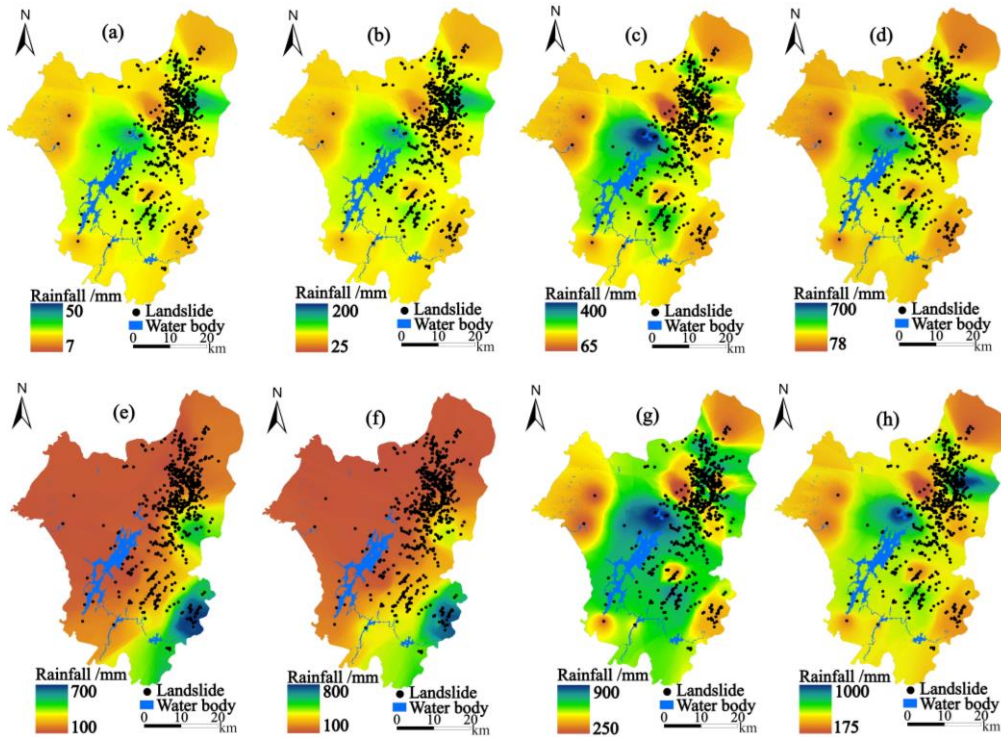 N
(a)
Rainfall /mm
50
7
Landslide
Water body
0 10 20
km
N
(b)
Rainfall /mm
200
25
Landslide
Water body
0 10 20
km
N
(c)
Rainfall /mm
400
65
Landslide
Water body
0 10 20
km
N
(d)
Rainfall /mm
700
78
Landslide
Water body
0 10 20
km
N
(e)
Rainfall /mm
700
100
Landslide
Water body
0 10 20
km
N
(f)
Rainfall /mm
800
100
Landslide
Water body
0 10 20
km
N
(g)
Rainfall /mm
900
250
Landslide
Water body
0 10 20
km
N
(h)
Rainfall /mm
1000
175
Landslide
Water body
0 10 20
km